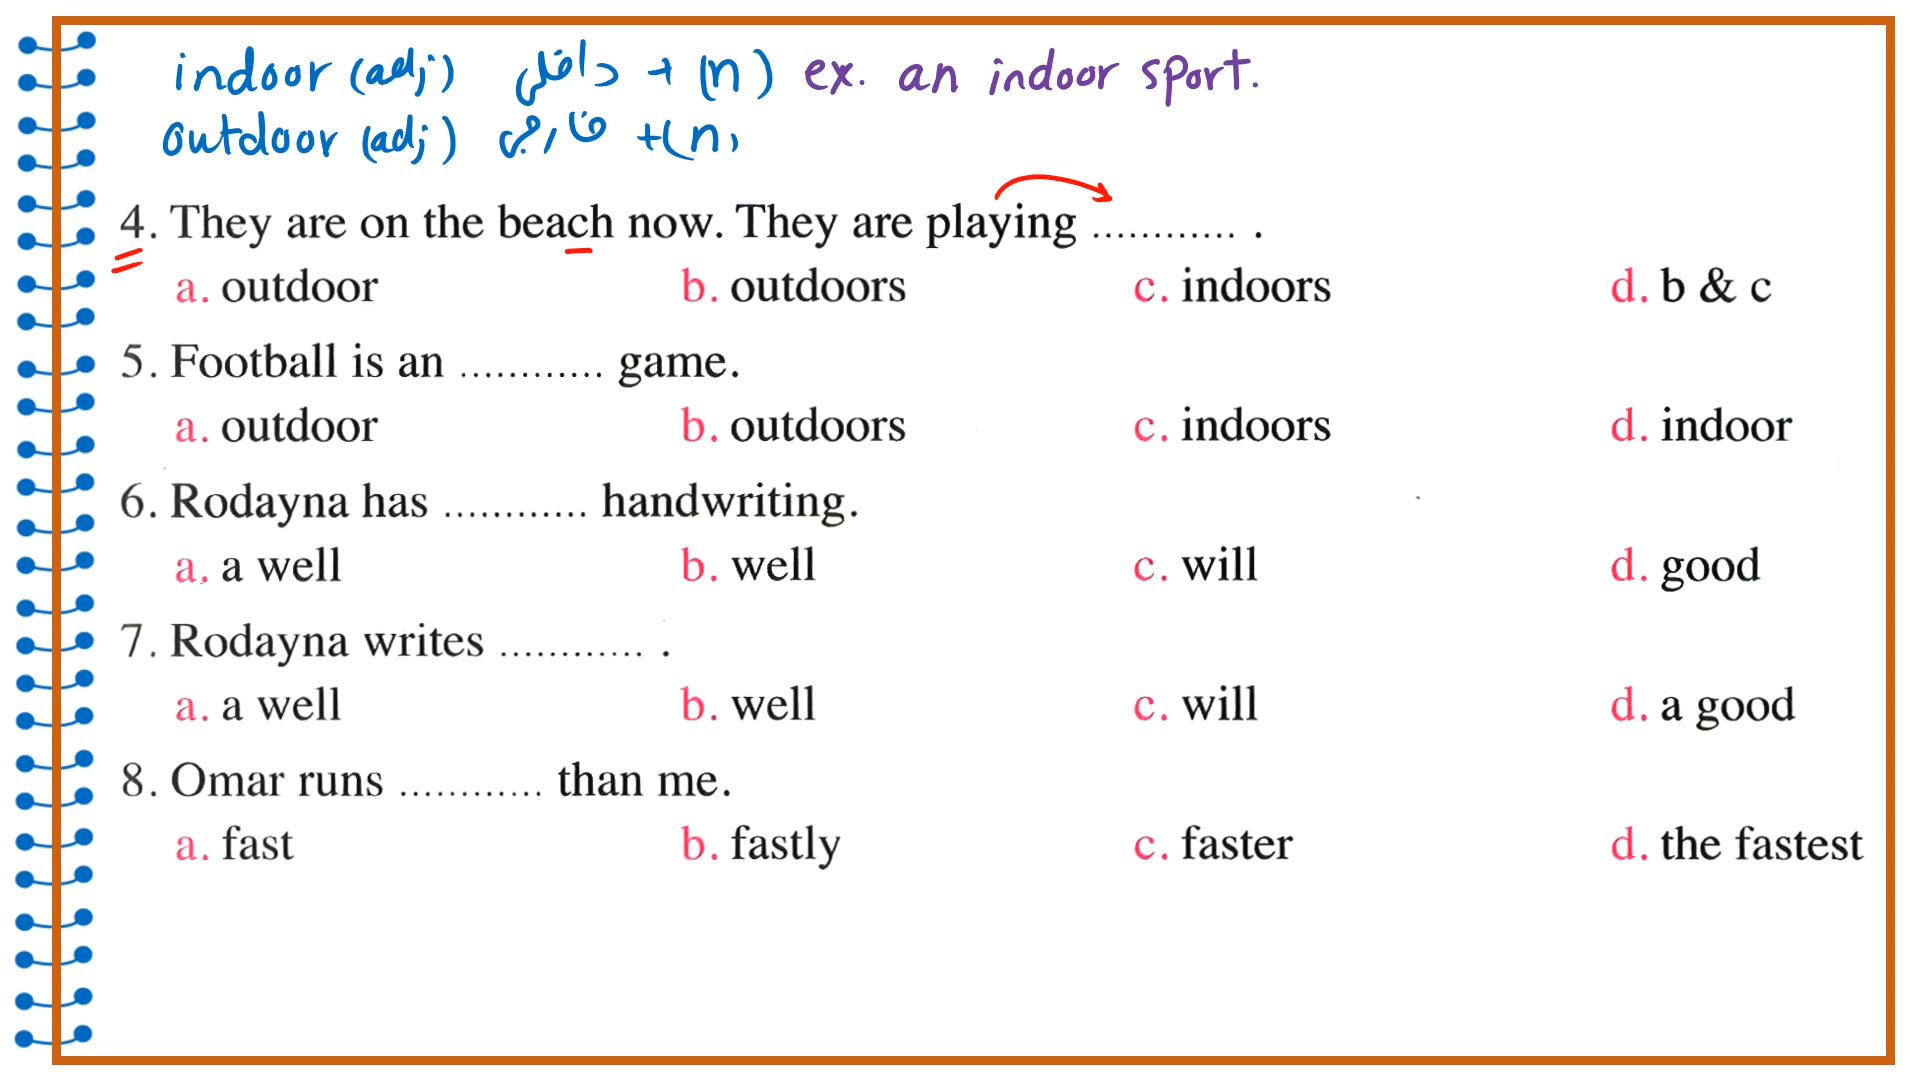 indoor (adj) داخلى + (n) ex. an indoor sport.
outdoor (adj) خارجى + (n)
4. They are on the beach now. They are playing ............ .
a. outdoor b. outdoors c. indoors d. b & c
5. Football is an ............ game.
a. outdoor b. outdoors c. indoors d. indoor
6. Rodayna has ............ handwriting.
a. a well b. well c. will d. good
7. Rodayna writes ............ .
a. a well b. well c. will d. a good
8. Omar runs ............ than me.
a. fast b. fastly c. faster d. the fastest